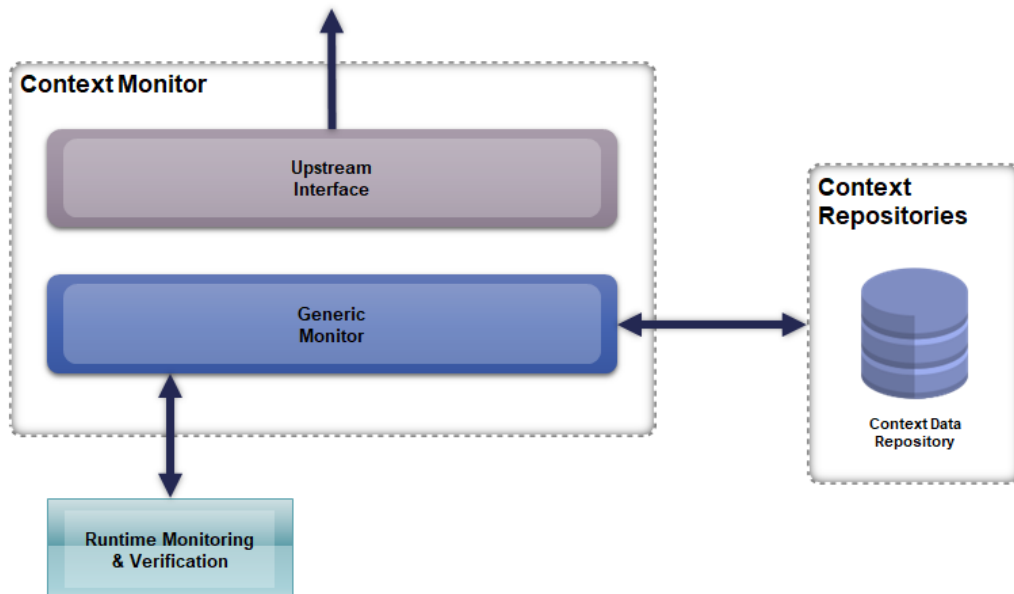 Context Monitor
Upstream
Interface
Generic
Monitor
Context
Repositories
Context Data
Repository
Runtime Monitoring
& Verification